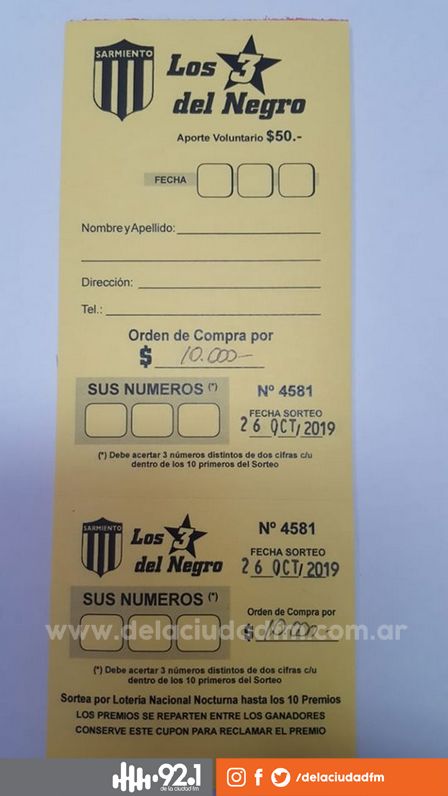 SARMIENTO
Los 3
del Negro
Aporte Voluntario $50.-
FECHA
Nombre y Apellido:
Dirección:
Tel.:
Orden de Compra por
$ 10.000-
SUS NUMEROS (*)
Nº 4581
FECHA SORTEO
26 OCT/2019
(*) Debe acertar 3 números distintos de dos cifras c/u
dentro de los 10 primeros del Sorteo
SARMIENTO
Los 3
del Negro
Nº 4581
FECHA SORTEO
26 OCT/2019
SUS NUMEROS (*)
Orden de Compra por
$ 10.000
www.delaciudadfm.com.ar
(*) Debe acertar 3 números distintos de dos cifras c/u
dentro de los 10 primeros del Sorteo
Sortea por Loteria Nacional Nocturna hasta los 10 Premios
LOS PREMIOS SE REPARTEN ENTRE LOS GANADORES
CONSERVE ESTE CUPON PARA RECLAMAR EL PREMIO
92.1
de la ciudad fm
/delaciudadfm